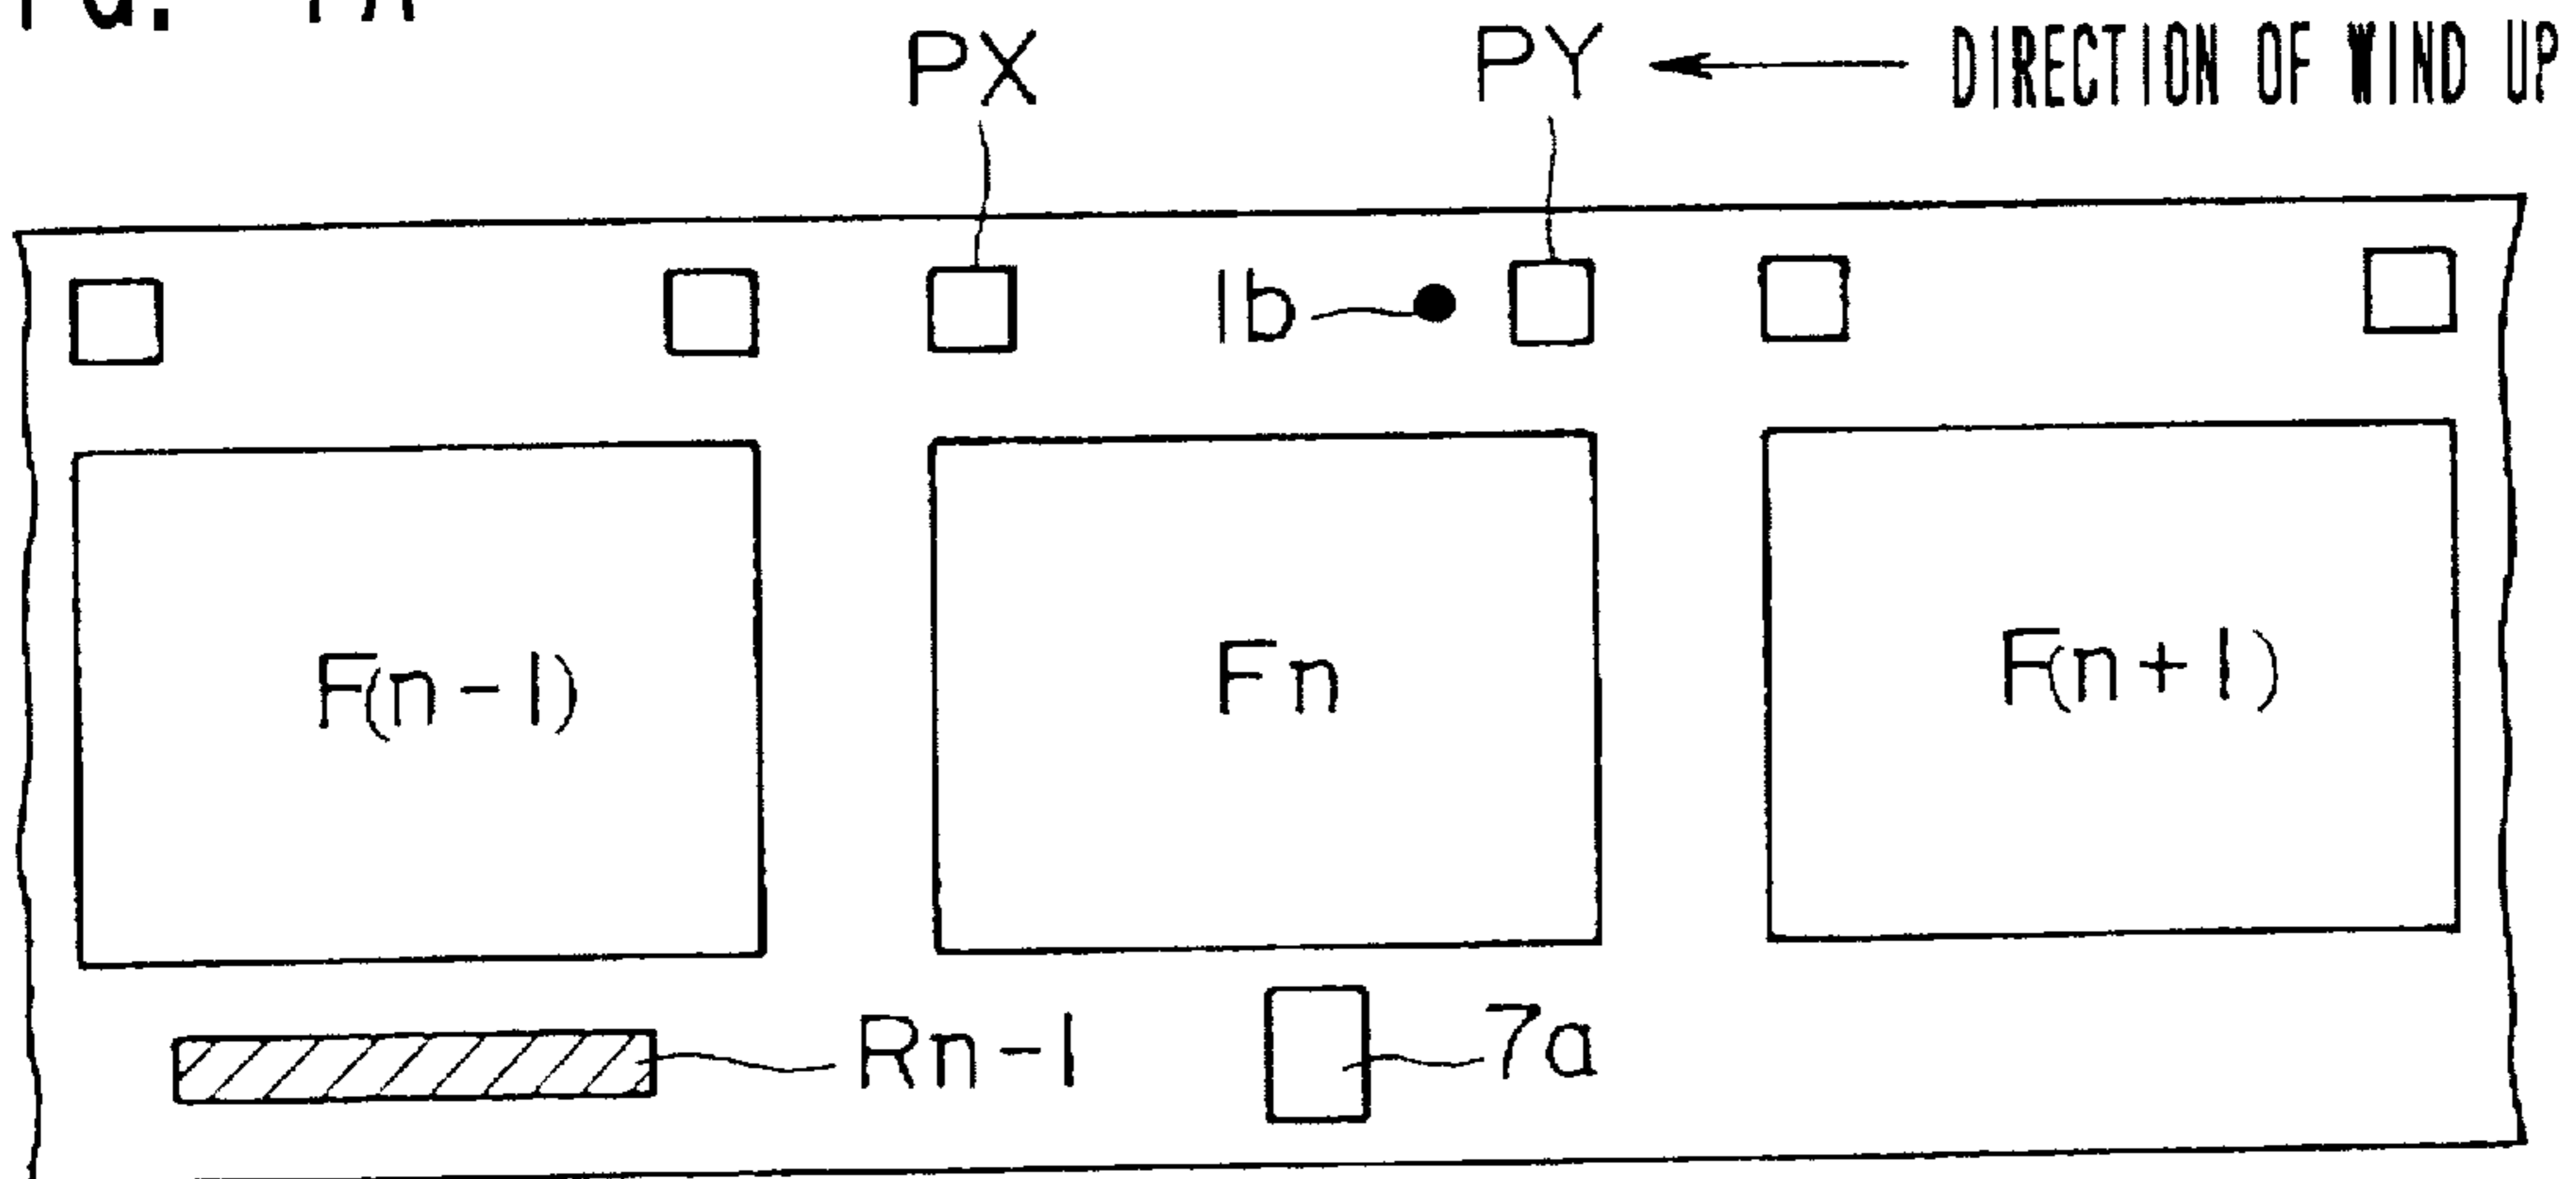 PX
PY
DIRECTION OF WIND UP
1b
F(n-1)
Fn
F(n+1)
Rn-1
7a